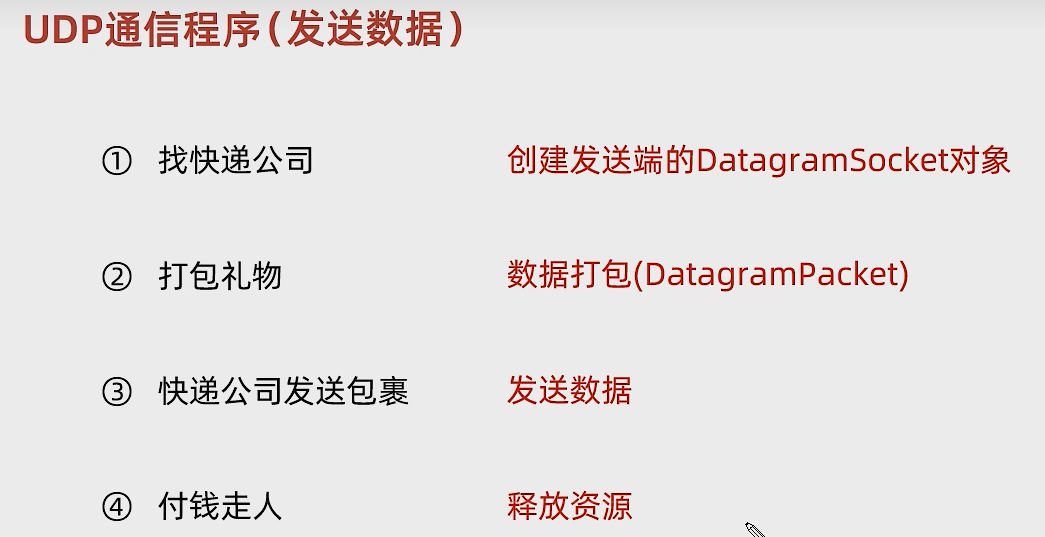 UDP通信程序(发送数据)
① 找快递公司 创建发送端的DatagramSocket对象
② 打包礼物 数据打包(DatagramPacket)
③ 快递公司发送包裹 发送数据
④ 付钱走人 释放资源